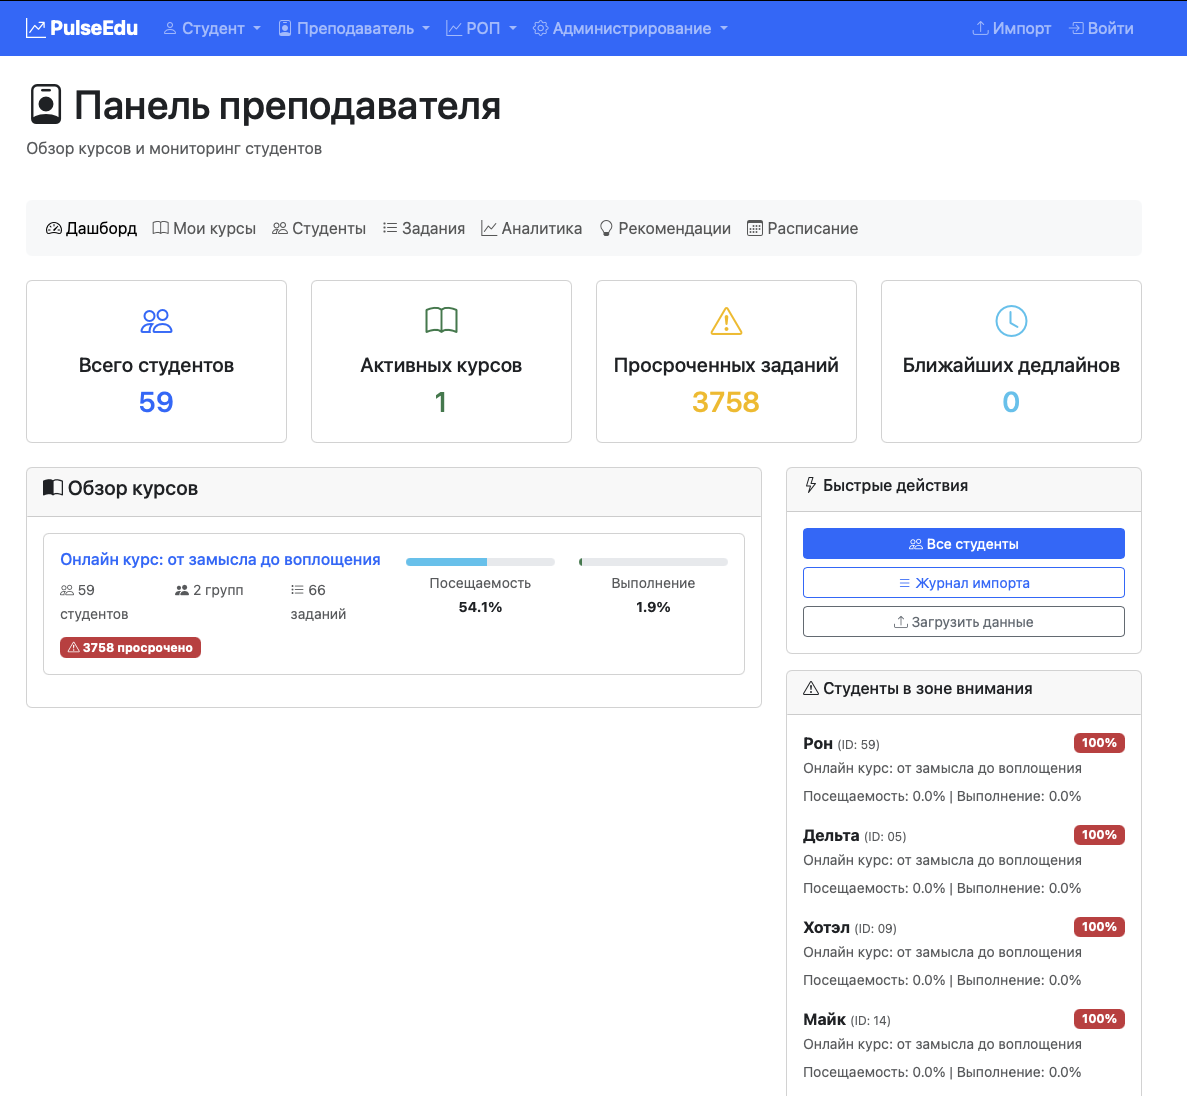 PulseEdu Студент Преподаватель РОП Администрирование Импорт Войти
Панель преподавателя
Обзор курсов и мониторинг студентов
Дашборд Мои курсы Студенты Задания Аналитика Рекомендации Расписание
Всего студентов
59
Активных курсов
1
Просроченных заданий
3758
Ближайших дедлайнов
0
Обзор курсов
Онлайн курс: от замысла до воплощения
59
студентов
2 групп
66
заданий
3758 просрочено
Посещаемость
54.1%
Выполнение
1.9%
Быстрые действия
Все студенты
Журнал импорта
Загрузить данные
Студенты в зоне внимания
Рон (ID: 59) 100%
Онлайн курс: от замысла до воплощения
Посещаемость: 0.0% | Выполнение: 0.0%
Дельта (ID: 05) 100%
Онлайн курс: от замысла до воплощения
Посещаемость: 0.0% | Выполнение: 0.0%
Хотэл (ID: 09) 100%
Онлайн курс: от замысла до воплощения
Посещаемость: 0.0% | Выполнение: 0.0%
Майк (ID: 14) 100%
Онлайн курс: от замысла до воплощения
Посещаемость: 0.0% | Выполнение: 0.0%